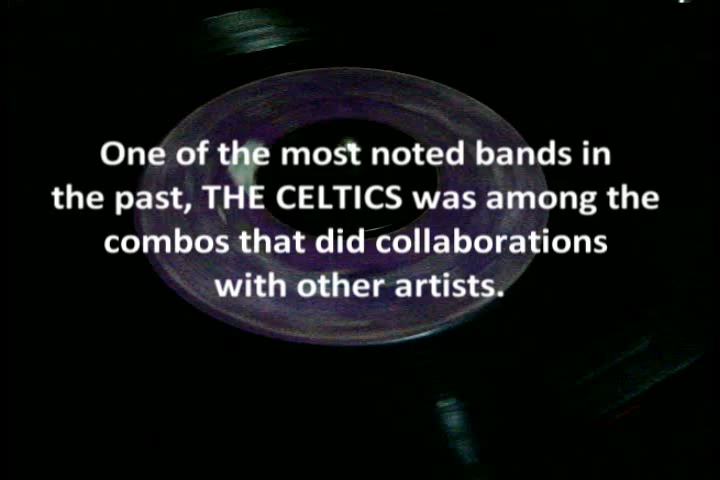 One of the most noted bands in
the past, THE CELTICS was among the
combos that did collaborations
with other artists.